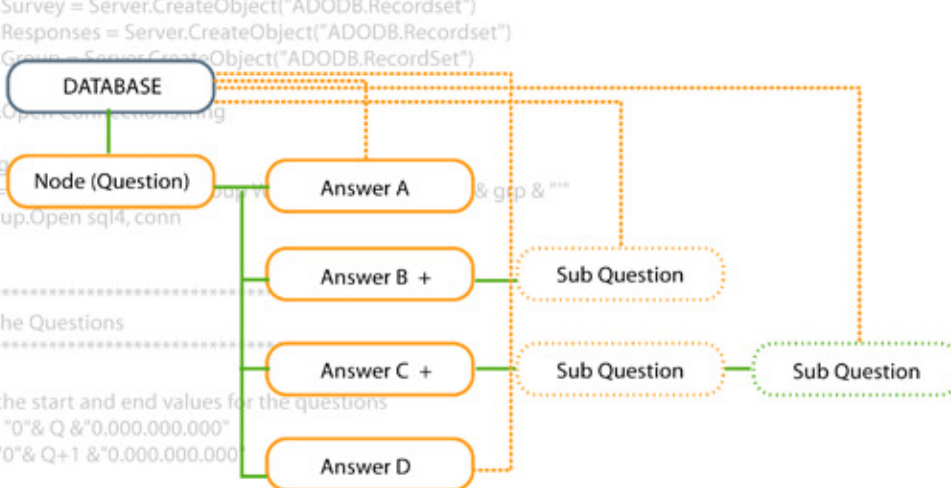 Survey = Server.CreateObject("ADODB.Recordset")
Responses = Server.CreateObject("ADODB.Recordset")
Group = Server.CreateObject("ADODB.RecordSet")
DATABASE
.Open ConnectionString
Node (Question)
Answer A
& grp & "'"
up.Open sql4, conn
Answer B +
Sub Question
he Questions
Answer C +
Sub Question
Sub Question
the start and end values for the questions
"0"& Q &"0.000.000.000"
"0"& Q+1 &"0.000.000.000"
Answer D